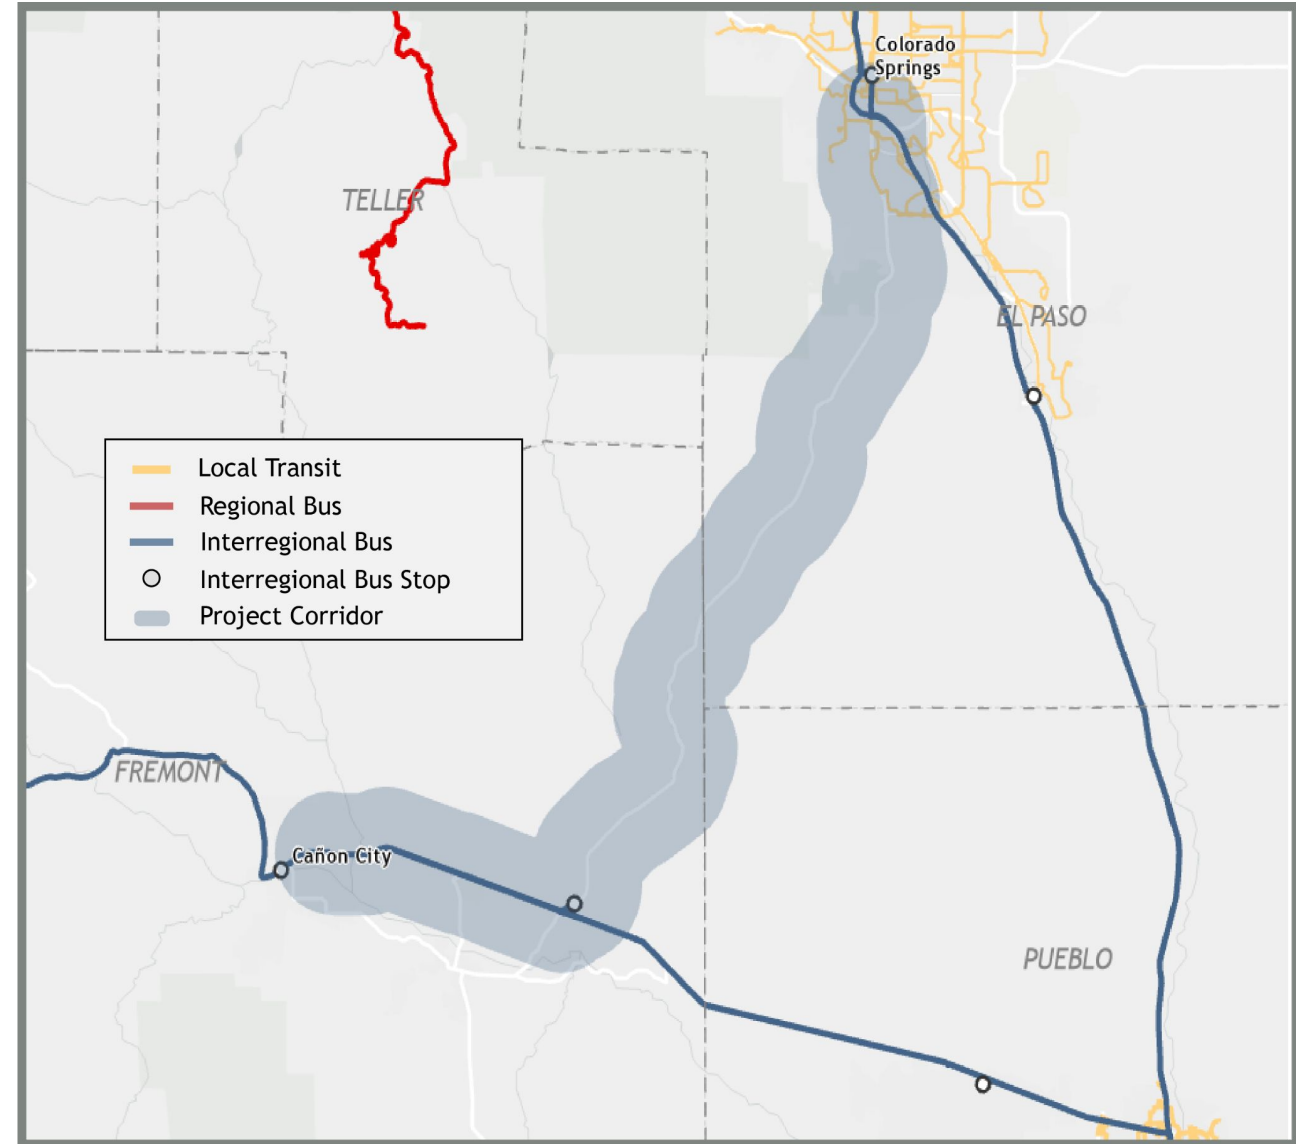 Colorado
Springs
TELLER
EL PASO
Local Transit
Regional Bus
Interregional Bus
Interregional Bus Stop
Project Corridor
FREMONT
Cañon City
PUEBLO